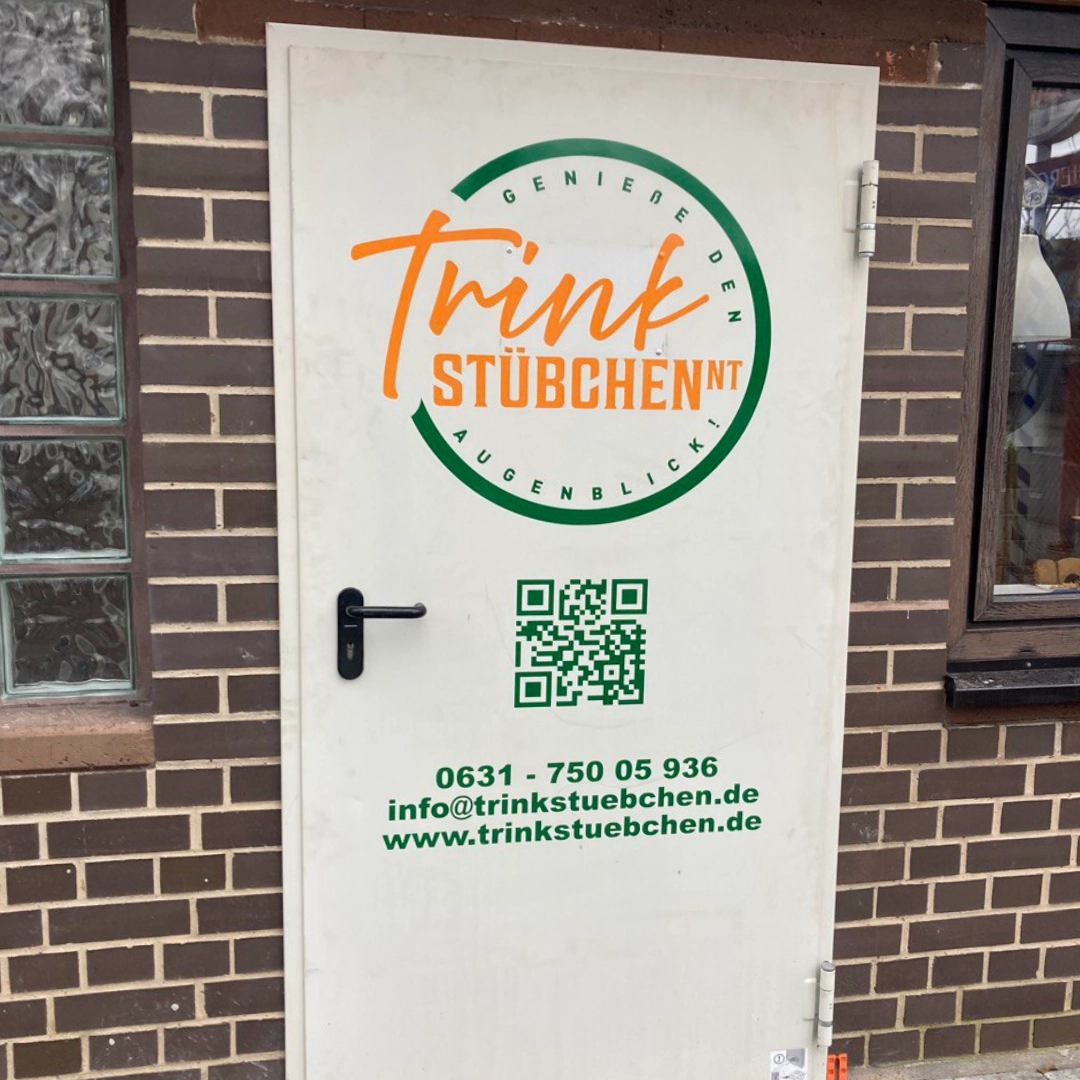 GENIEßE DEN
Trink
STÜBCHENNT
AUGENBLICK!
0631 - 750 05 936
info@trinkstuebchen.de
www.trinkstuebchen.de